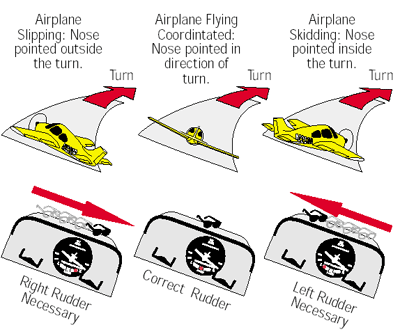 Airplane
Slipping: Nose
pointed outside
the turn.
Turn
Airplane Flying
Coordintated:
Nose pointed in
direction of
turn.
Turn
Airplane
Skidding: Nose
pointed inside
the turn.
Turn
Right Rudder
Necessary
Correct Rudder
Left Rudder
Necessary